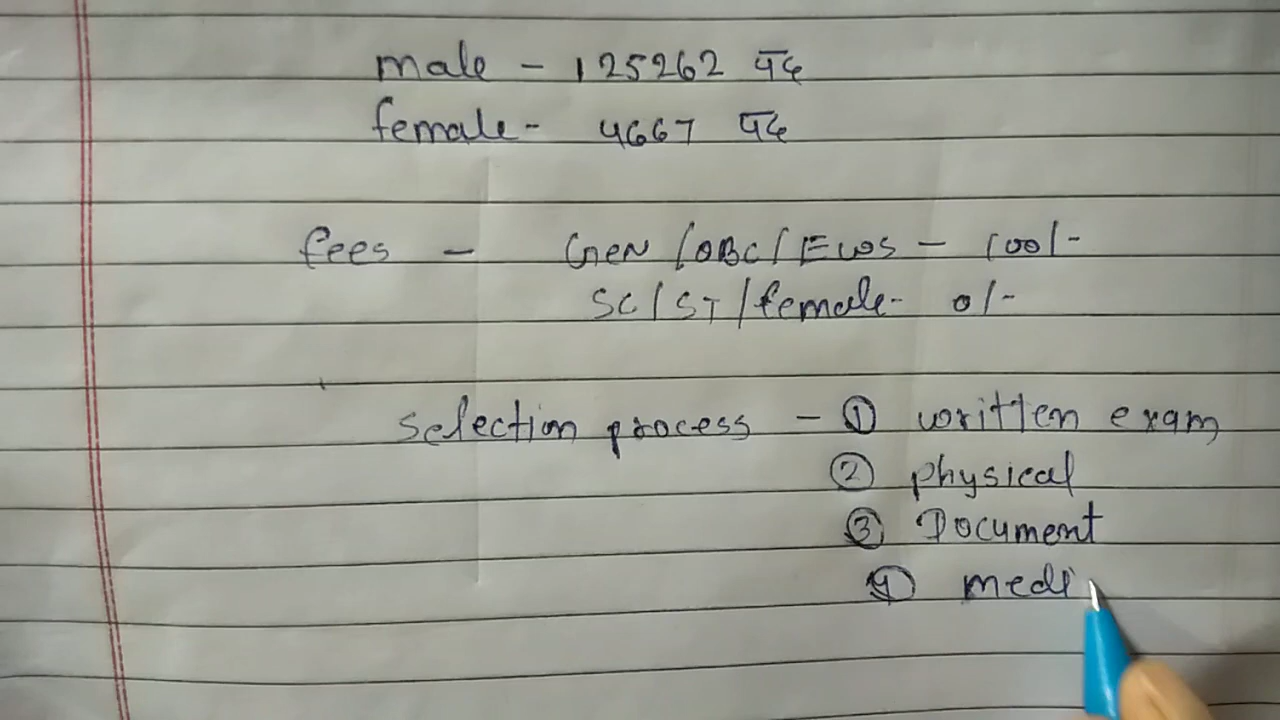 male - 125262 पद
female - 4667 पद
fees - GEN/OBC/EWS - 100/-
SC/ST/female - 0/-
selection process - ① written exam
② physical
③ Document
④ medi